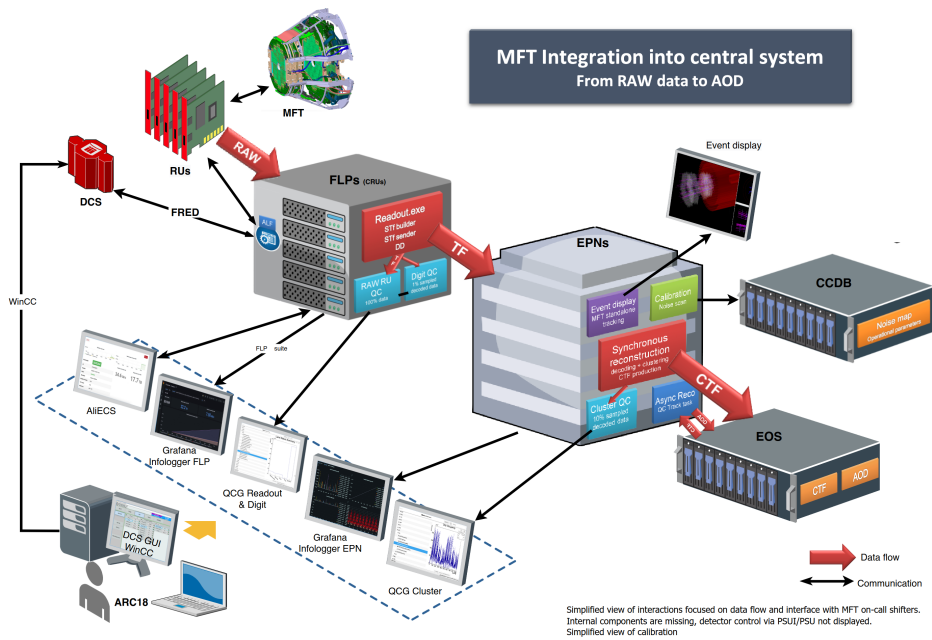 MFT Integration into central system
From RAW data to AOD
MFT
RUs
RAW
DCS
FRED
ALF
FLPs (CRUs)
Readout.exe
STf builder
STf sender
DD
RAW RU
QC
100% data
Digit QC
1% sampled
decoded data
TF
EPNs
Event display
Event display
MFT standalone
tracking
Calibration
Noise scan
CCDB
Noise map
Operational parameters
Synchronous
reconstruction
decoding + clustering
CTF production
CTF
Cluster QC
10% sampled
decoded data
Async Reco
QC Track task
AOD
CTF
EOS
CTF
AOD
WinCC
FLP suite
AliECS
Grafana
Infologger FLP
QCG Readout
& Digit
Grafana
Infologger EPN
QCG Cluster
DCS GUI
WinCC
ARC18
Data flow
Communication
Simplified view of interactions focused on data flow and interface with MFT on-call shifters.
Internal components are missing, detector control via PSUI/PSU not displayed.
Simplified view of calibration